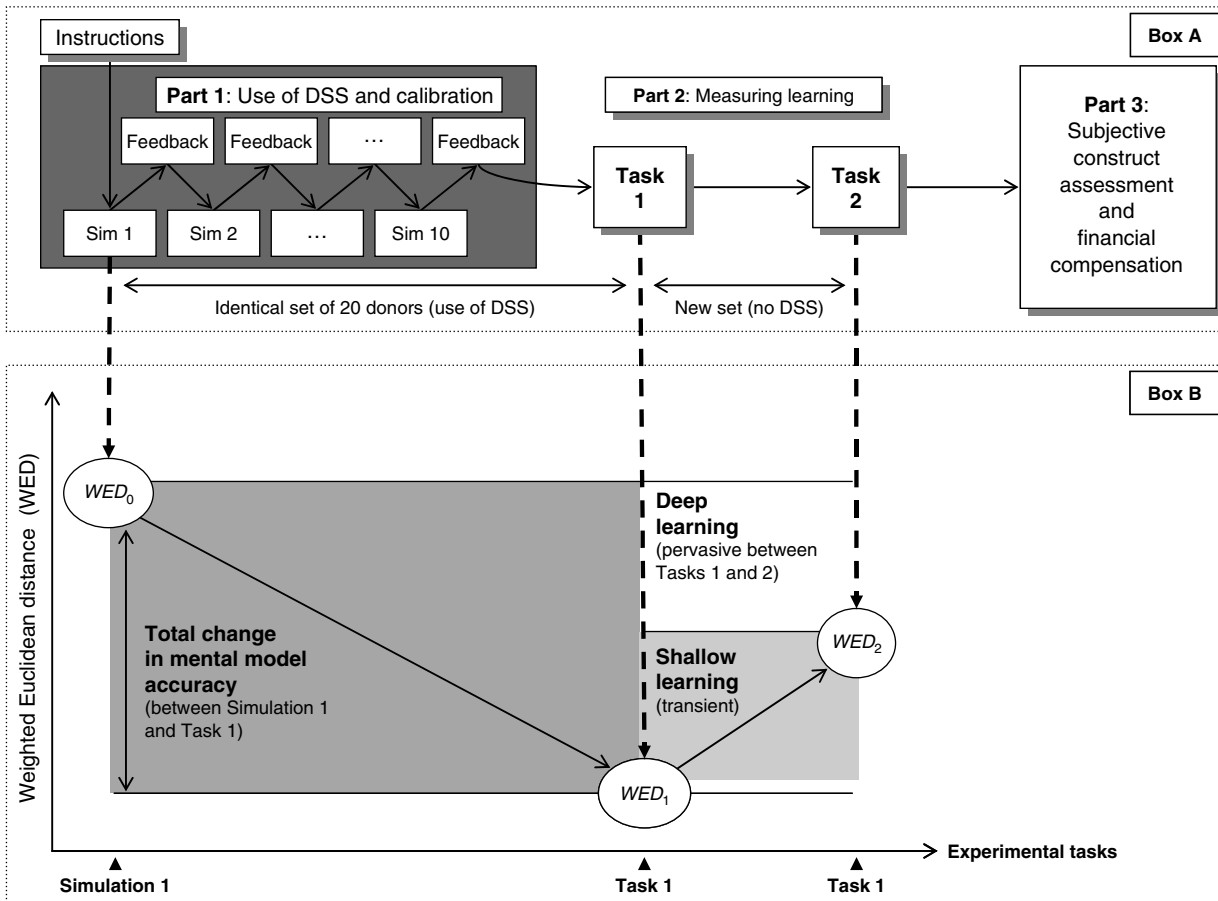 Instructions
Box A
Part 1: Use of DSS and calibration
Part 2: Measuring learning
Part 3:
Subjective
construct
assessment
and
financial
compensation
Feedback
Feedback
...
Feedback
Task
1
Task
2
Sim 1
Sim 2
...
Sim 10
Identical set of 20 donors (use of DSS)
New set (no DSS)
Box B
Weighted Euclidean distance (WED)
WED0
Deep
learning
(pervasive between
Tasks 1 and 2)
Total change
in mental model
accuracy
(between Simulation 1
and Task 1)
Shallow
learning
(transient)
WED2
WED1
Experimental tasks
Simulation 1
Task 1
Task 1